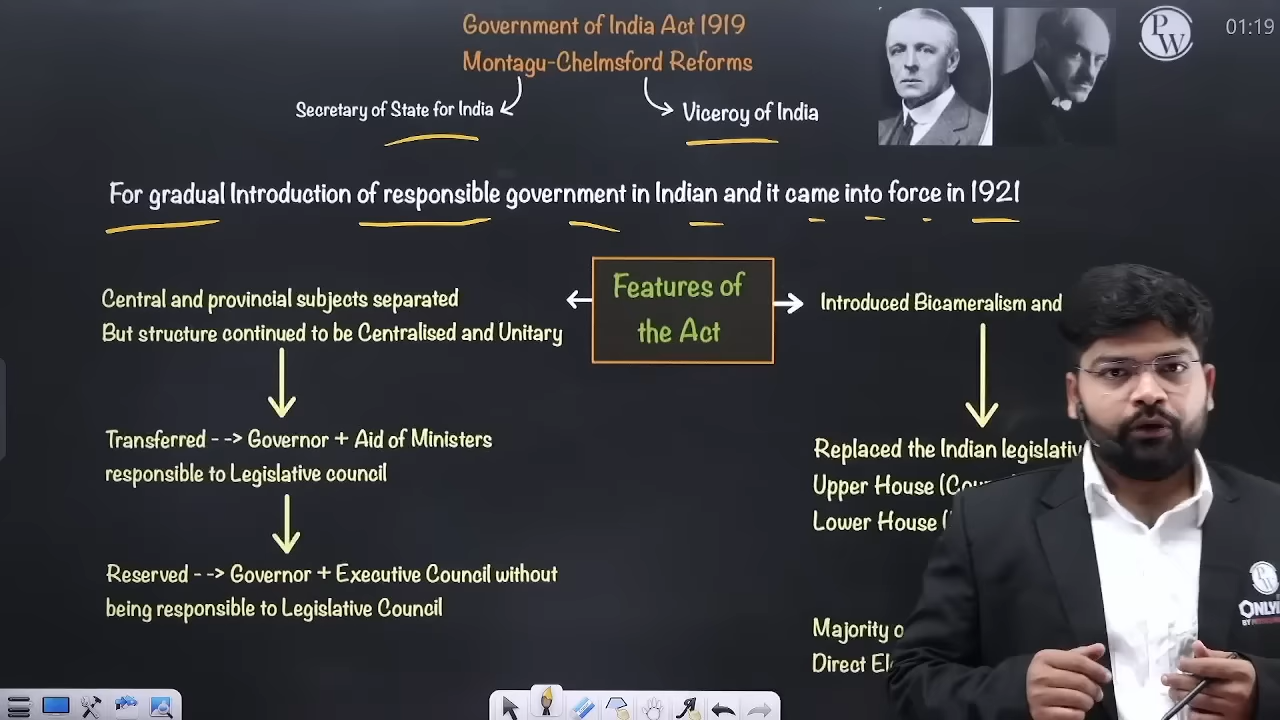 Government of India Act 1919
Montagu-Chelmsford Reforms
PW
01:19
Secretary of State for India
Viceroy of India
For gradual Introduction of responsible government in Indian and it came into force in 1921
Features of
the Act
Central and provincial subjects separated
But structure continued to be Centralised and Unitary
Transferred --> Governor + Aid of Ministers
responsible to Legislative council
Reserved --> Governor + Executive Council without
being responsible to Legislative Council
Introduced Bicameralism and
Replaced the Indian
Upper House
Lower House
Majority
Direct
PW